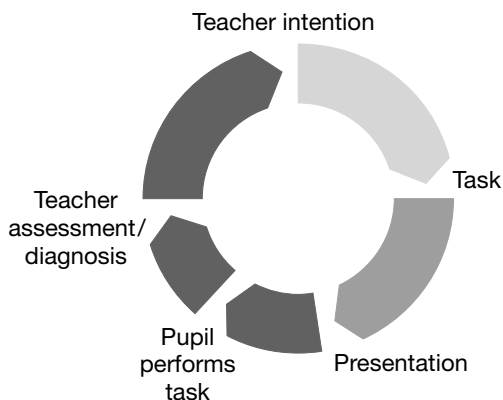 Teacher intention
Task
Presentation
Pupil
performs
task
Teacher
assessment/
diagnosis